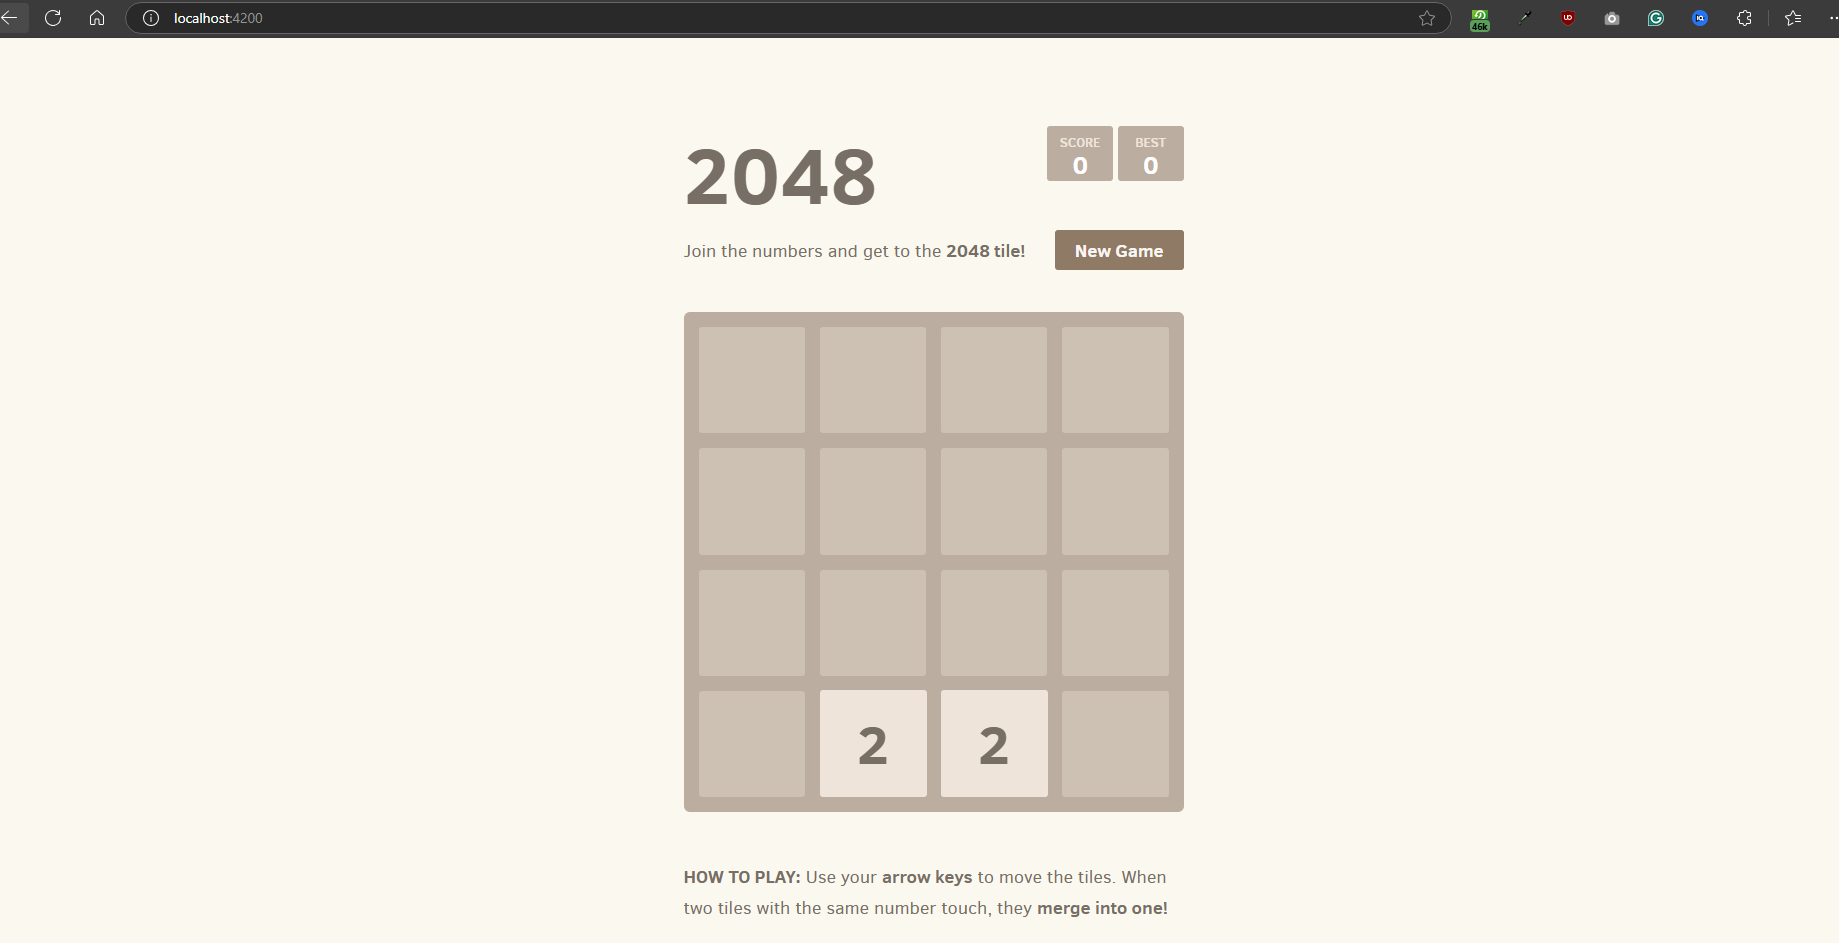 localhost:4200
46k
2048
SCORE
0
BEST
0
Join the numbers and get to the 2048 tile!
New Game
2
2
HOW TO PLAY: Use your arrow keys to move the tiles. When
two tiles with the same number touch, they merge into one!